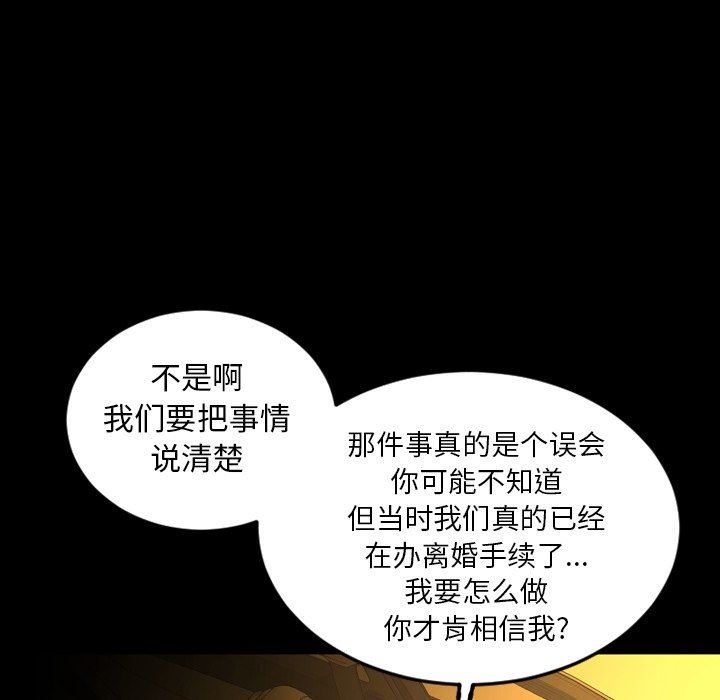 不是啊
我们要把事情
说清楚
那件事真的是个误会
你可能不知道
但当时我们真的已经
在办离婚手续了...
我要怎么做
你才肯相信我?